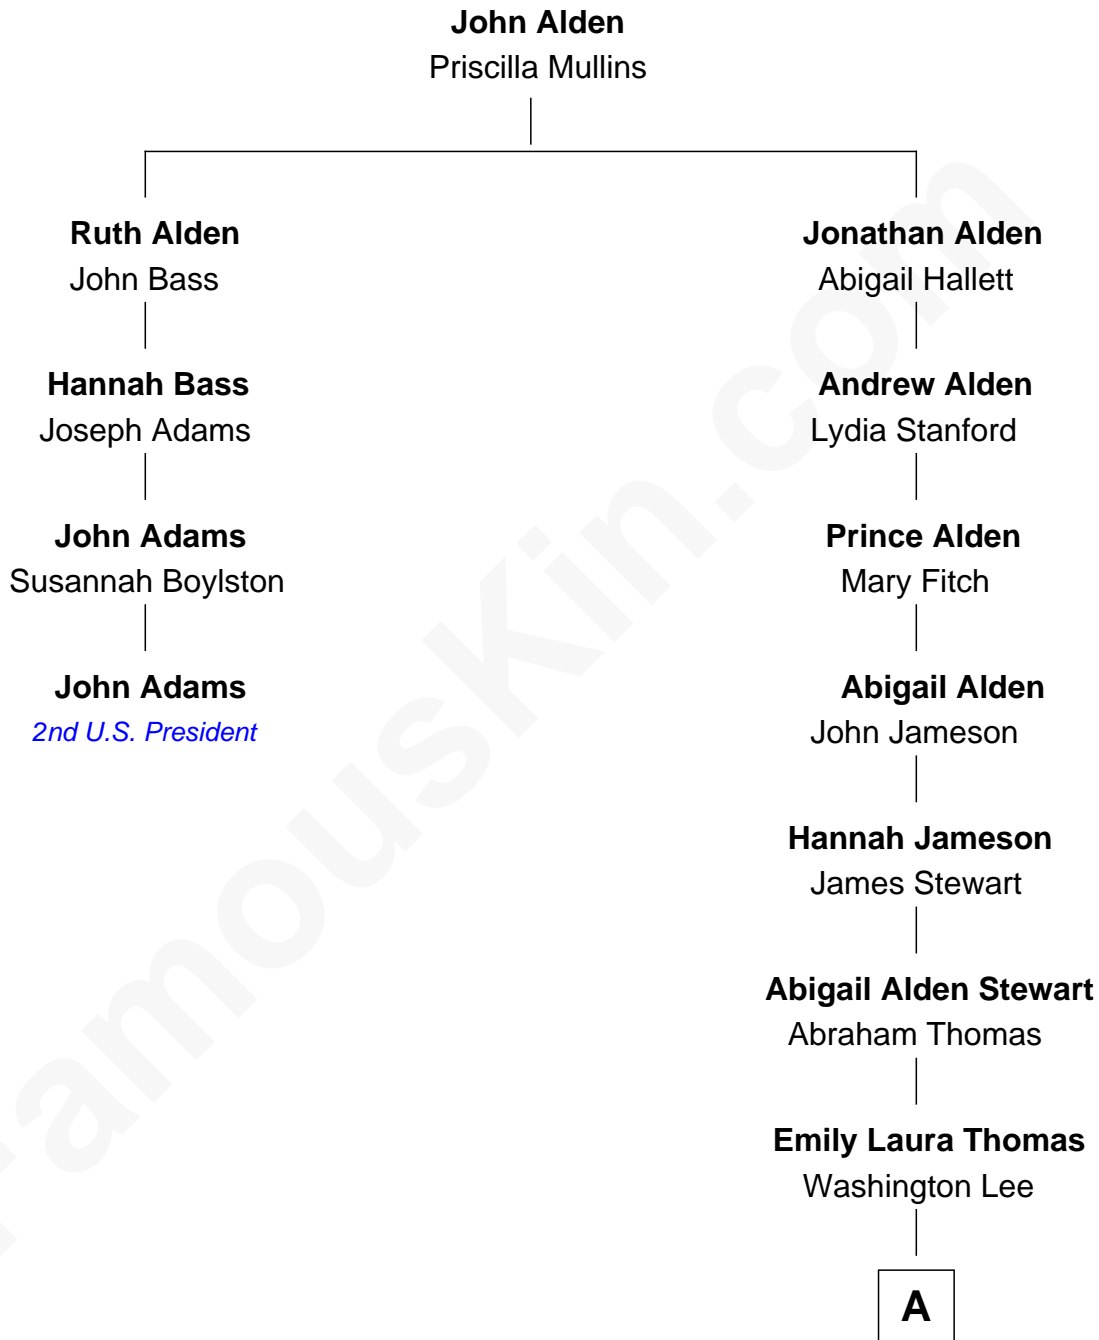 John Alden
Priscilla Mullins
Ruth Alden
John Bass
Jonathan Alden
Abigail Hallett
Hannah Bass
Joseph Adams
Andrew Alden
Lydia Stanford
John Adams
Susannah Boylston
Prince Alden
Mary Fitch
John Adams
2nd U.S. President
Abigail Alden
John Jameson
Hannah Jameson
James Stewart
Abigail Alden Stewart
Abraham Thomas
Emily Laura Thomas
Washington Lee
A
FamousKin.com